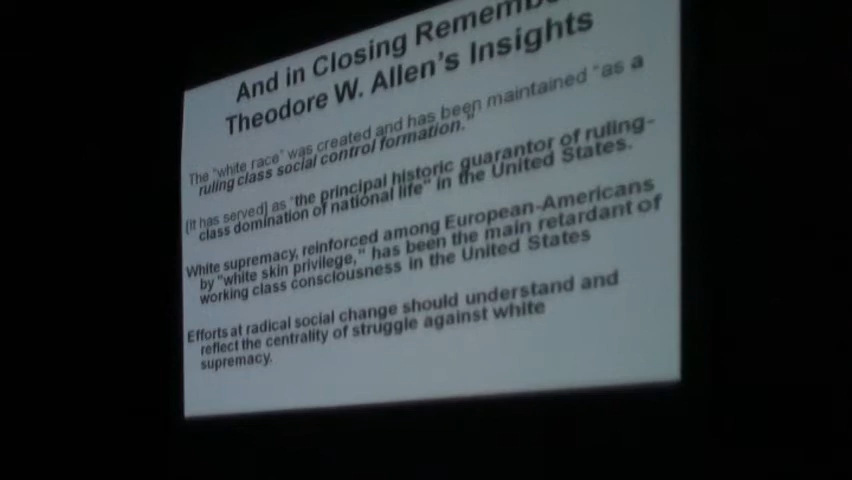 And in Closing Rememb
Theodore W. Allen's Insights
The "white race" was created and has been maintained "as a
ruling class social control formation."
(It has served) as "the principal historic guarantor of ruling-
class domination of national life" in the United States.
White supremacy, reinforced among European-Americans
by "white skin privilege," has been the main retardant of
working class consciousness in the United States
Efforts at radical social change should understand and
reflect the centrality of struggle against white
supremacy.